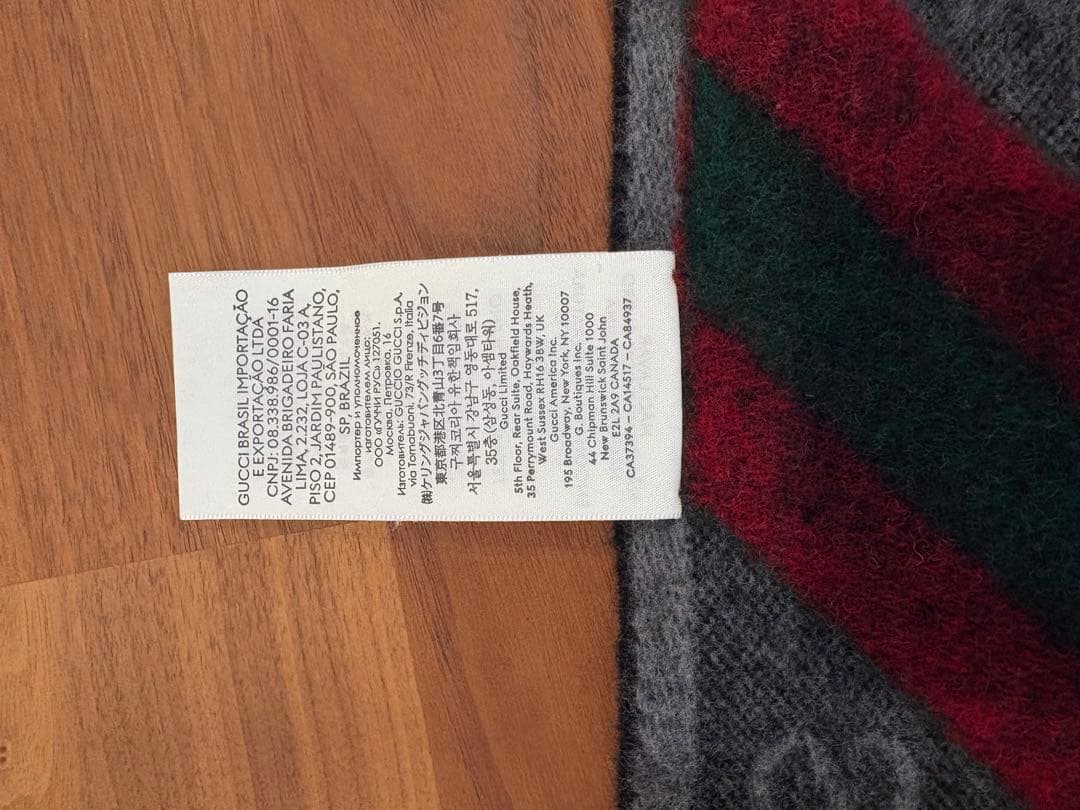 GUCCI BRASIL IMPORTAÇÃO
E EXPORTAÇÃO LTDA
CNPJ: 08.338.986/0001-16
AVENIDA BRIGADEIRO FARIA
LIMA, 2.232, LOJA C-03 A,
PISO 2, JARDIM PAULISTANO,
CEP 01489-900, SÃO PAULO,
SP, BRAZIL
Импортер и уполномоченное
изготовителем лицо:
ООО «ГУЧЧИ РУС» 127051,
Москва, Петровка, 16
Изготовитель: GUCCIO GUCCI S.p.A,
via Tornabuoni, 73/R Firenze, Italia
㈱ケリングジャパングッチディビジョン
東京都港区北青山3丁目6番7号
구찌코리아 유한책임회사
서울특별시 강남구 영동대로 517,
35층(삼성동, 아셈타워)
Gucci Limited
5th Floor, Rear Suite, Oakfield House,
35 Perrymount Road, Haywards Heath,
West Sussex RH16 3BW, UK
Gucci America Inc.
195 Broadway, New York, NY 10007
G. Boutiques Inc.
44 Chipman Hill Suite 1000
New Brunswick Saint John
E2L 2A9 CANADA
CA37394 – CA14517 – CA84937